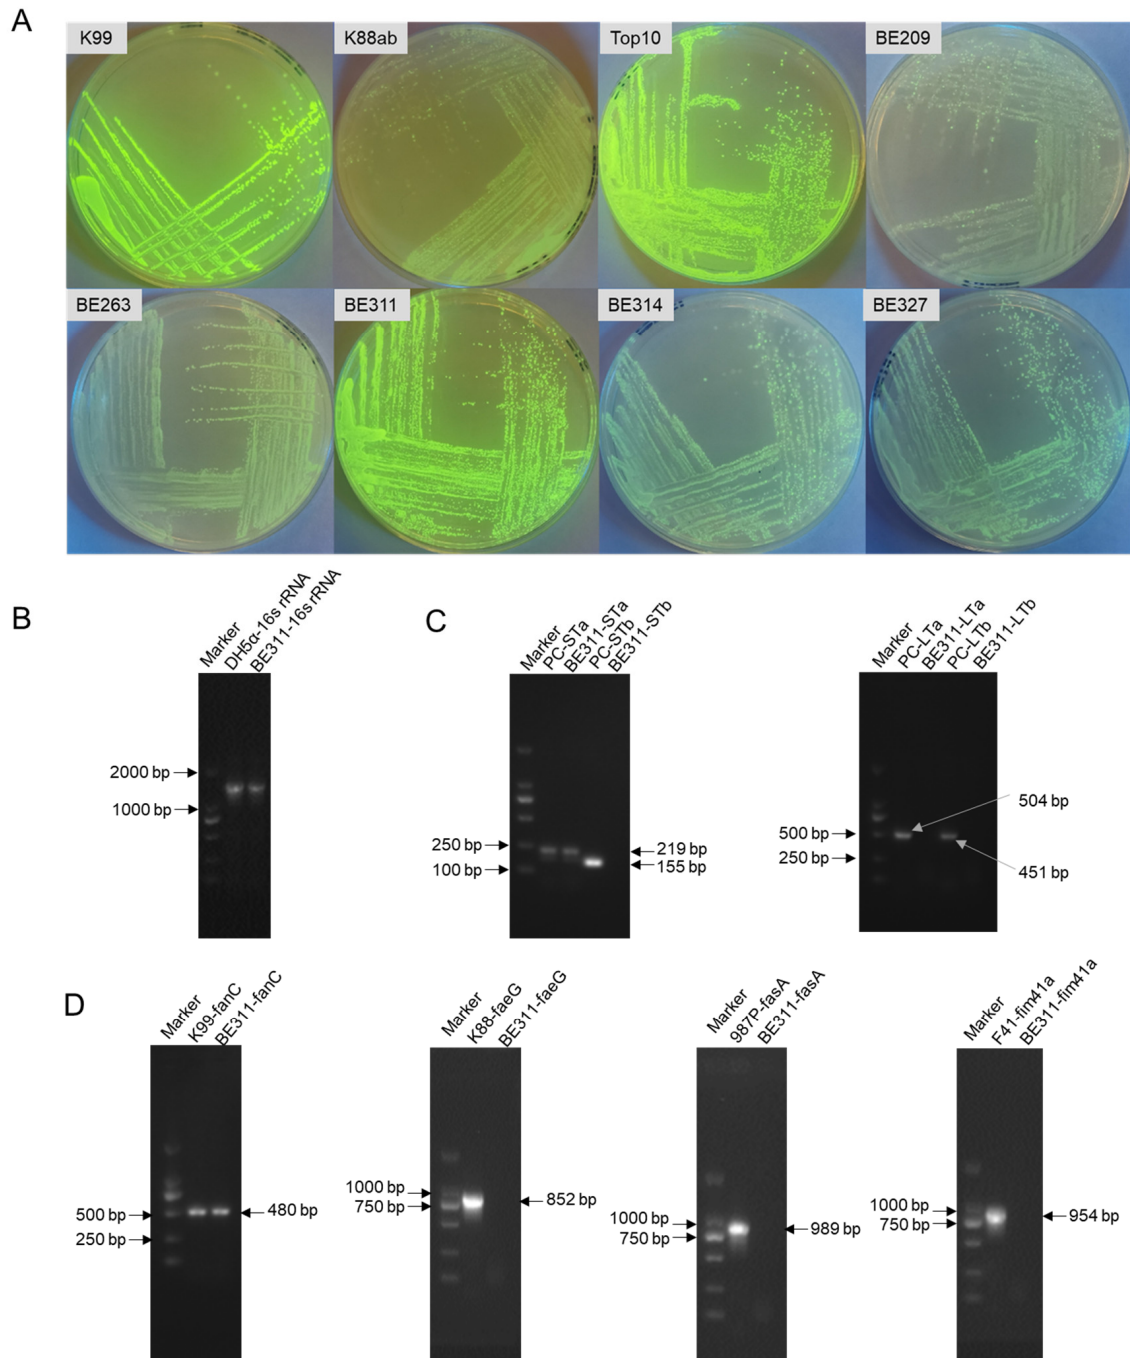 A
K99
K88ab
Top10
BE209
BE263
BE311
BE314
BE327
B
Marker
DH5α-16s rRNA
BE311-16s rRNA
2000 bp
1000 bp
C
Marker
PC-STa
BE311-STa
PC-STb
BE311-STb
250 bp
100 bp
219 bp
155 bp
Marker
PC-LTa
BE311-LTa
PC-LTb
BE311-LTb
500 bp
250 bp
504 bp
451 bp
D
Marker
K99-fanC
BE311-fanC
500 bp
250 bp
480 bp
Marker
K88-faeG
BE311-faeG
1000 bp
750 bp
852 bp
Marker
987P-fasA
BE311-fasA
1000 bp
750 bp
989 bp
Marker
F41-fim41a
BE311-fim41a
1000 bp
750 bp
954 bp